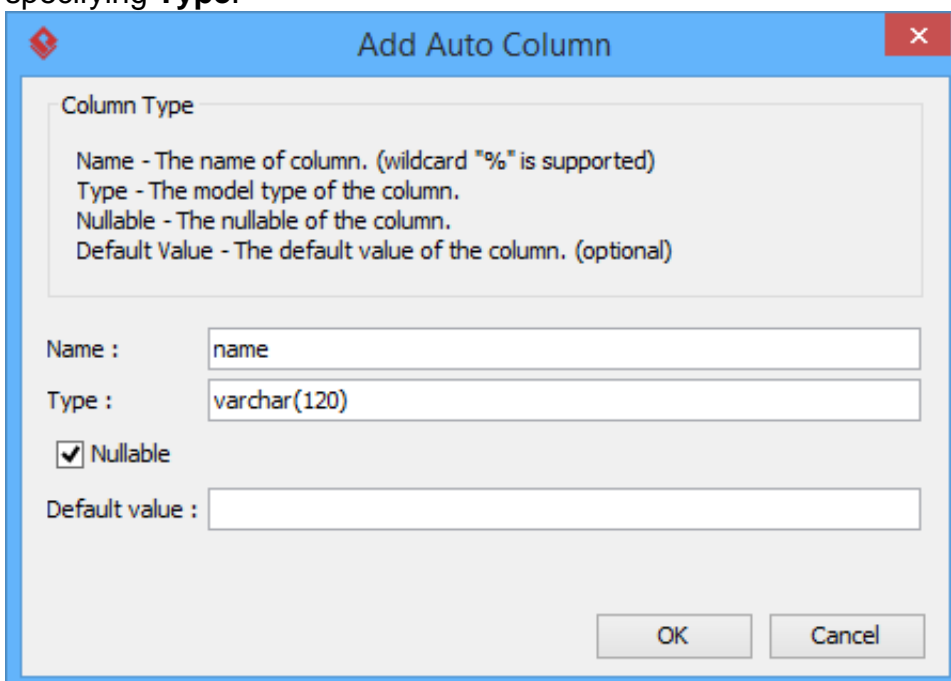 specifying Type.
Add Auto Column
Column Type
Name - The name of column. (wildcard "%" is supported)
Type - The model type of the column.
Nullable - The nullable of the column.
Default Value - The default value of the column. (optional)
Name : name
Type : varchar(120)
Nullable
Default value :
OK Cancel